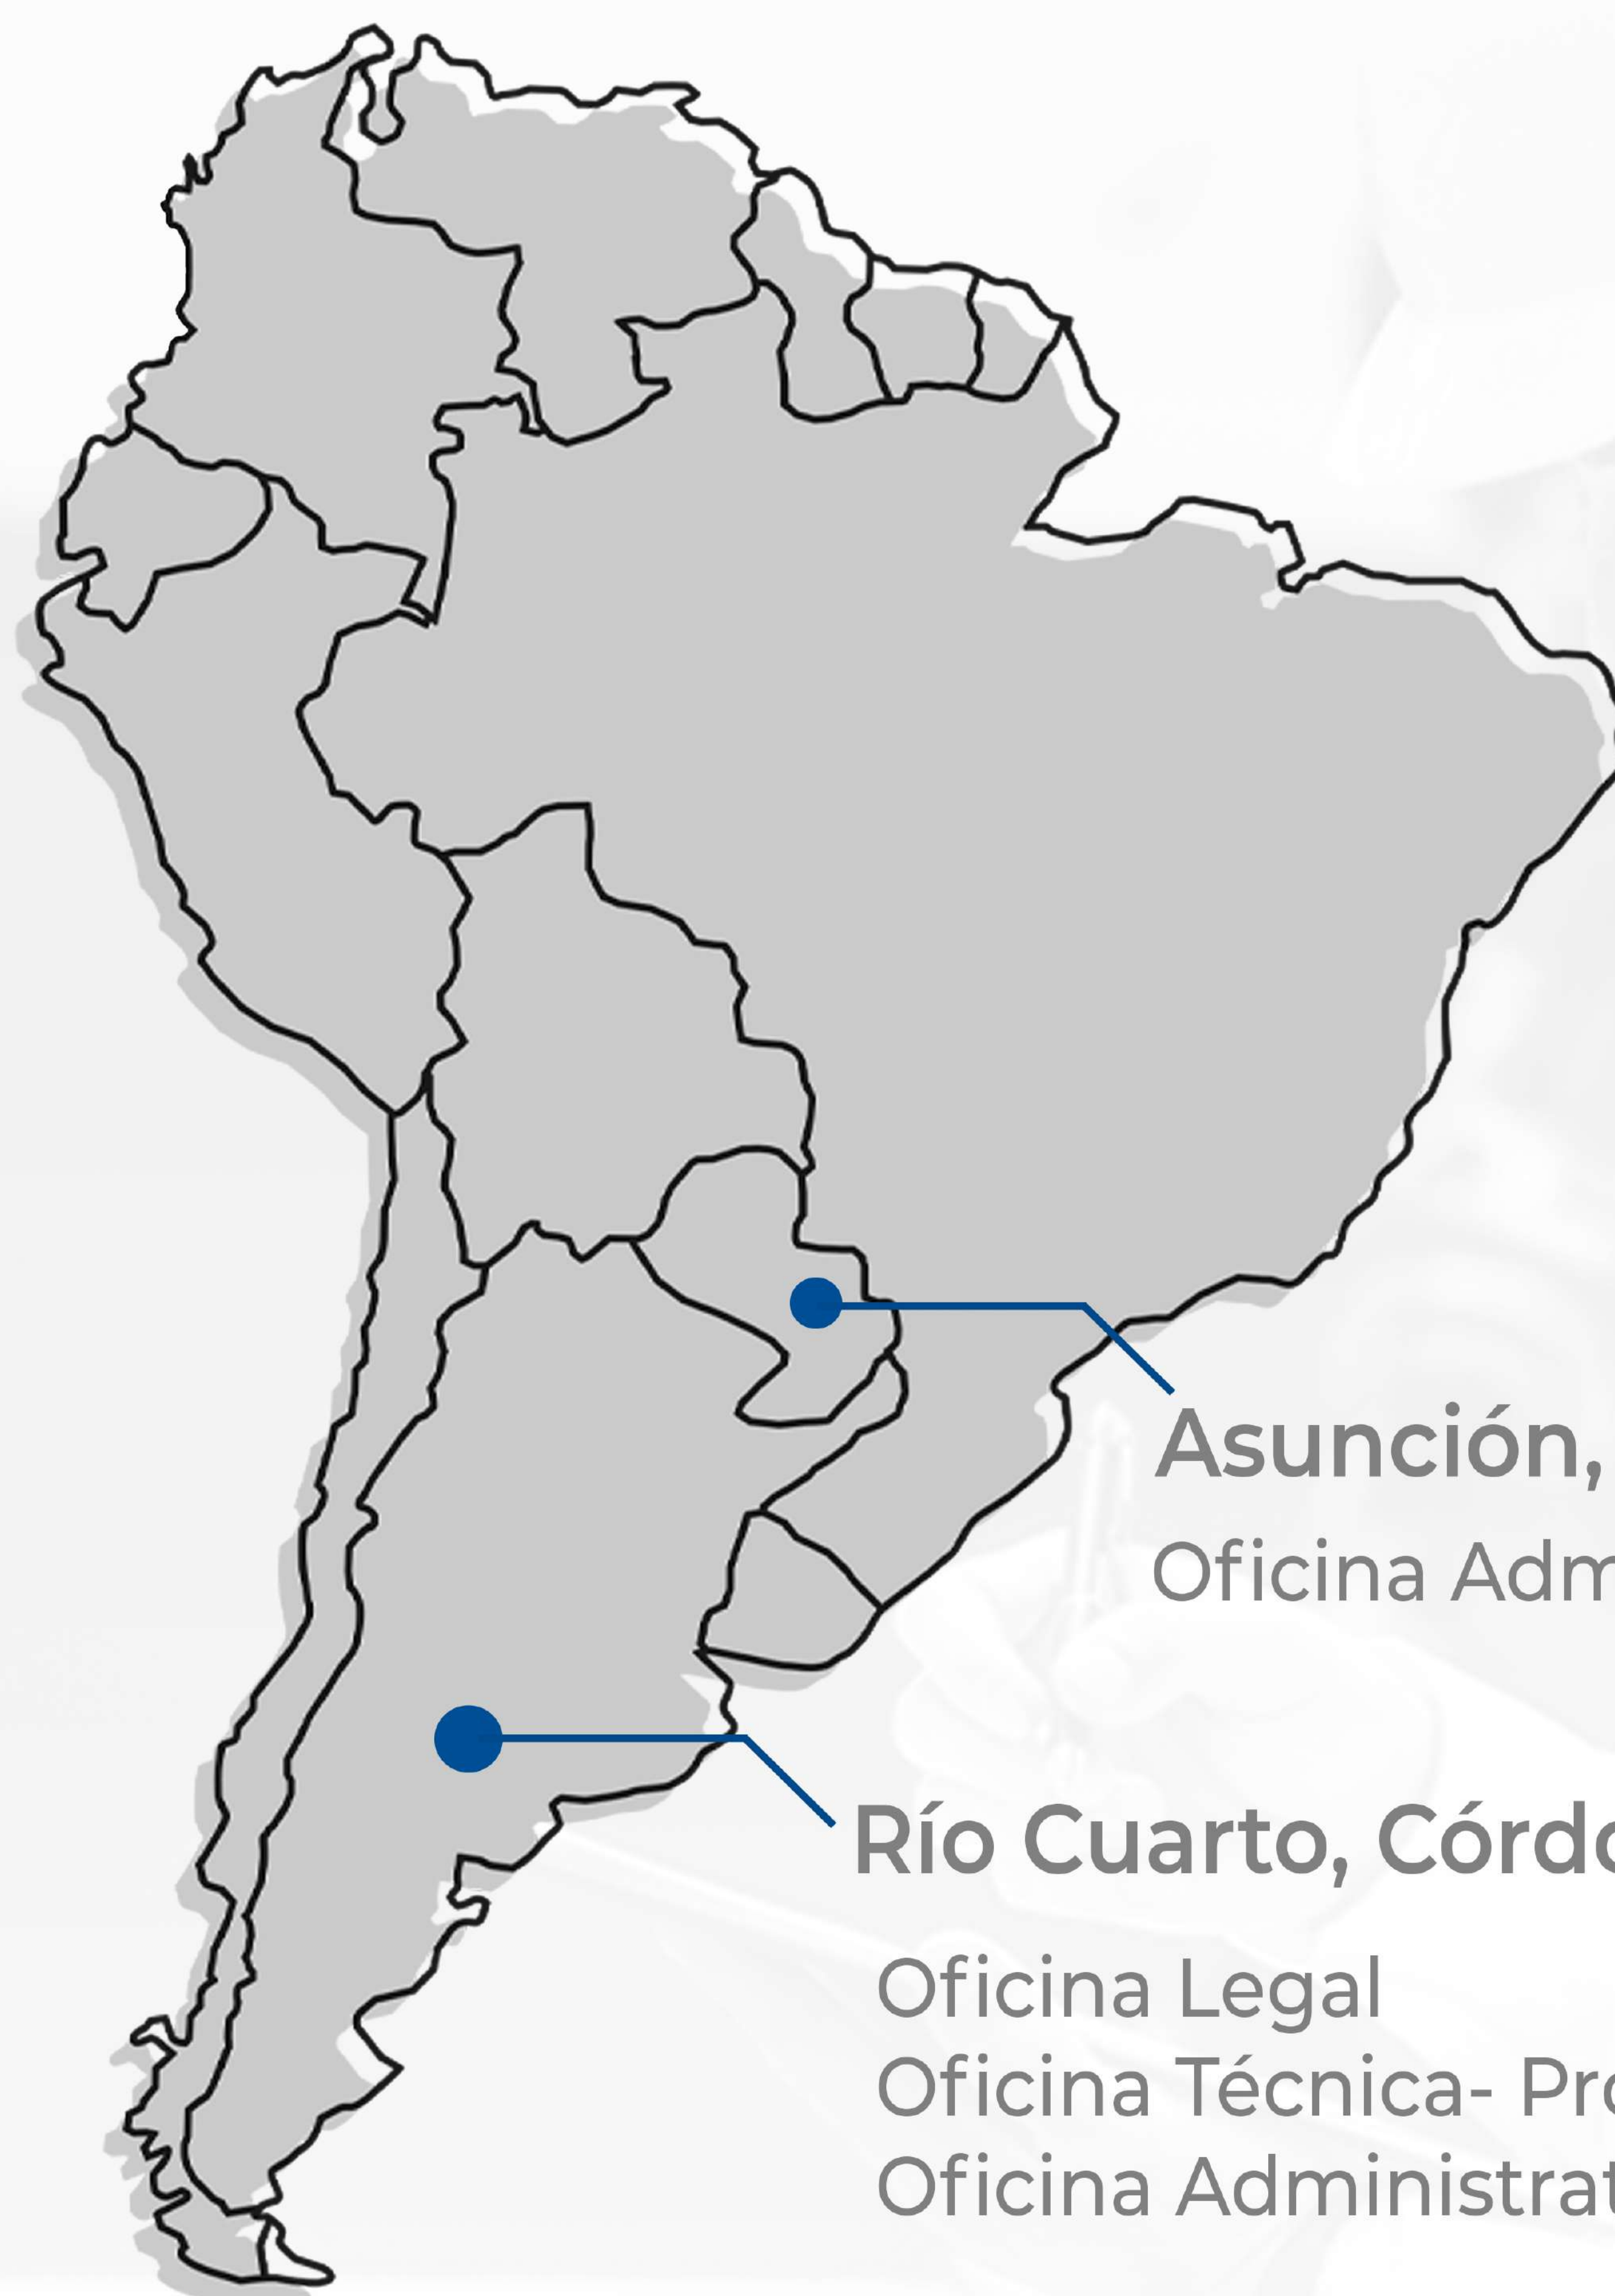 Asunción,
Oficina Adm
Río Cuarto, Córdo
Oficina Legal
Oficina Técnica- Pro
Oficina Administrat